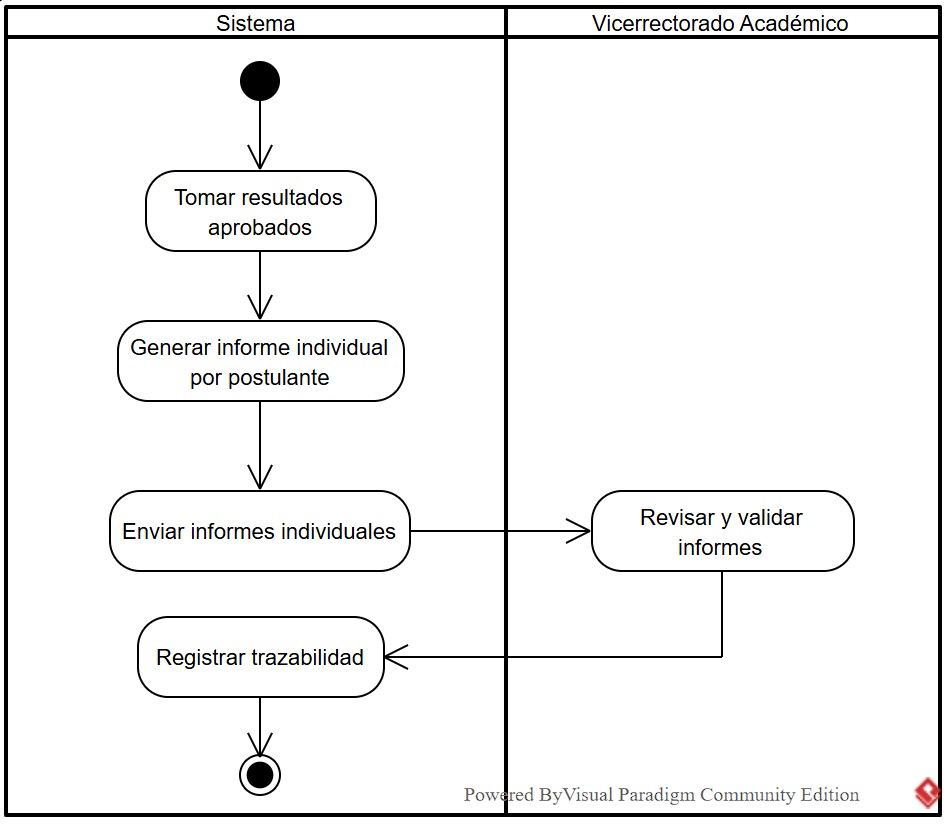 Sistema
Vicerrectorado Académico
Tomar resultados
aprobados
Generar informe individual
por postulante
Enviar informes individuales
Revisar y validar
informes
Registrar trazabilidad
Powered ByVisual Paradigm Community Edition